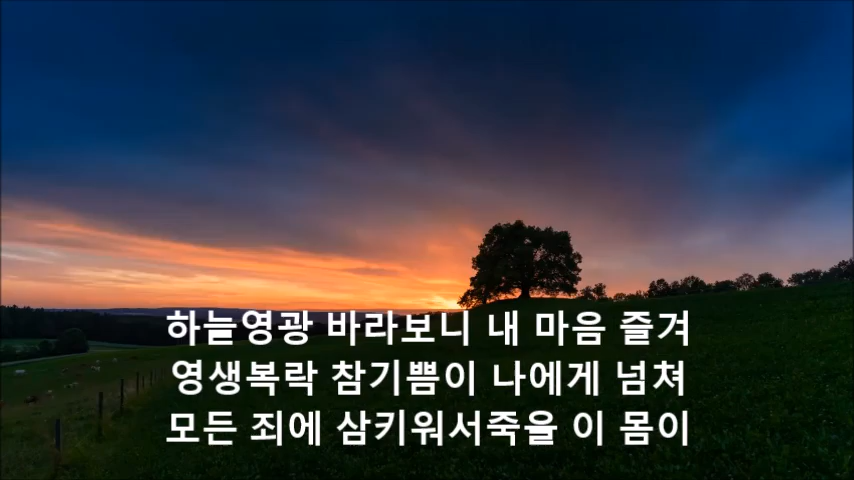 하늘영광 바라보니 내 마음 즐겨
영생복락 참기쁨이 나에게 넘쳐
모든 죄에 삼키워서죽을 이 몸이